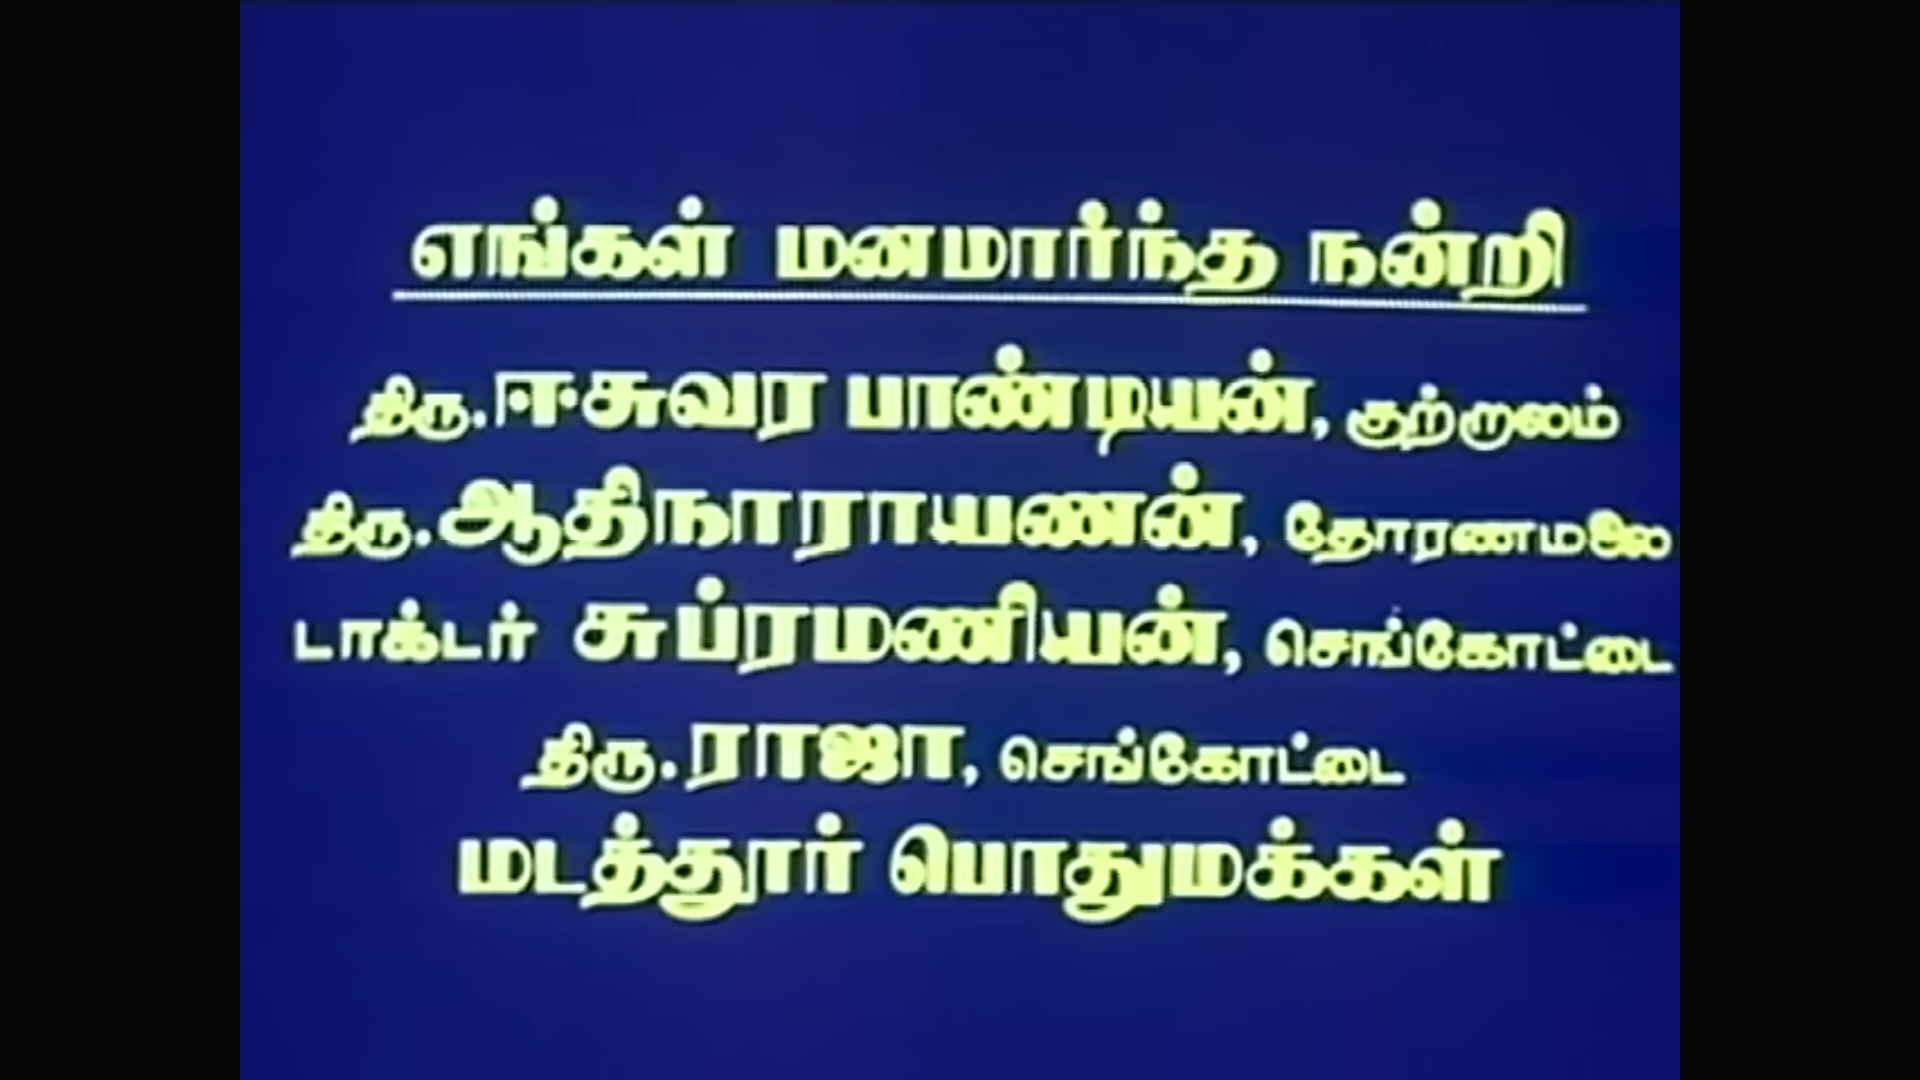 எங்கள் மனமார்ந்த நன்றி
திரு. ஈசுவர பாண்டியன், குற்றலம்
திரு. ஆதிநாராயணன், தோரணமலை
டாக்டர் சுப்ரமணியன், செங்கோட்டை
திரு. ராஜா, செங்கோட்டை
மடத்தூர் பொதுமக்கள்